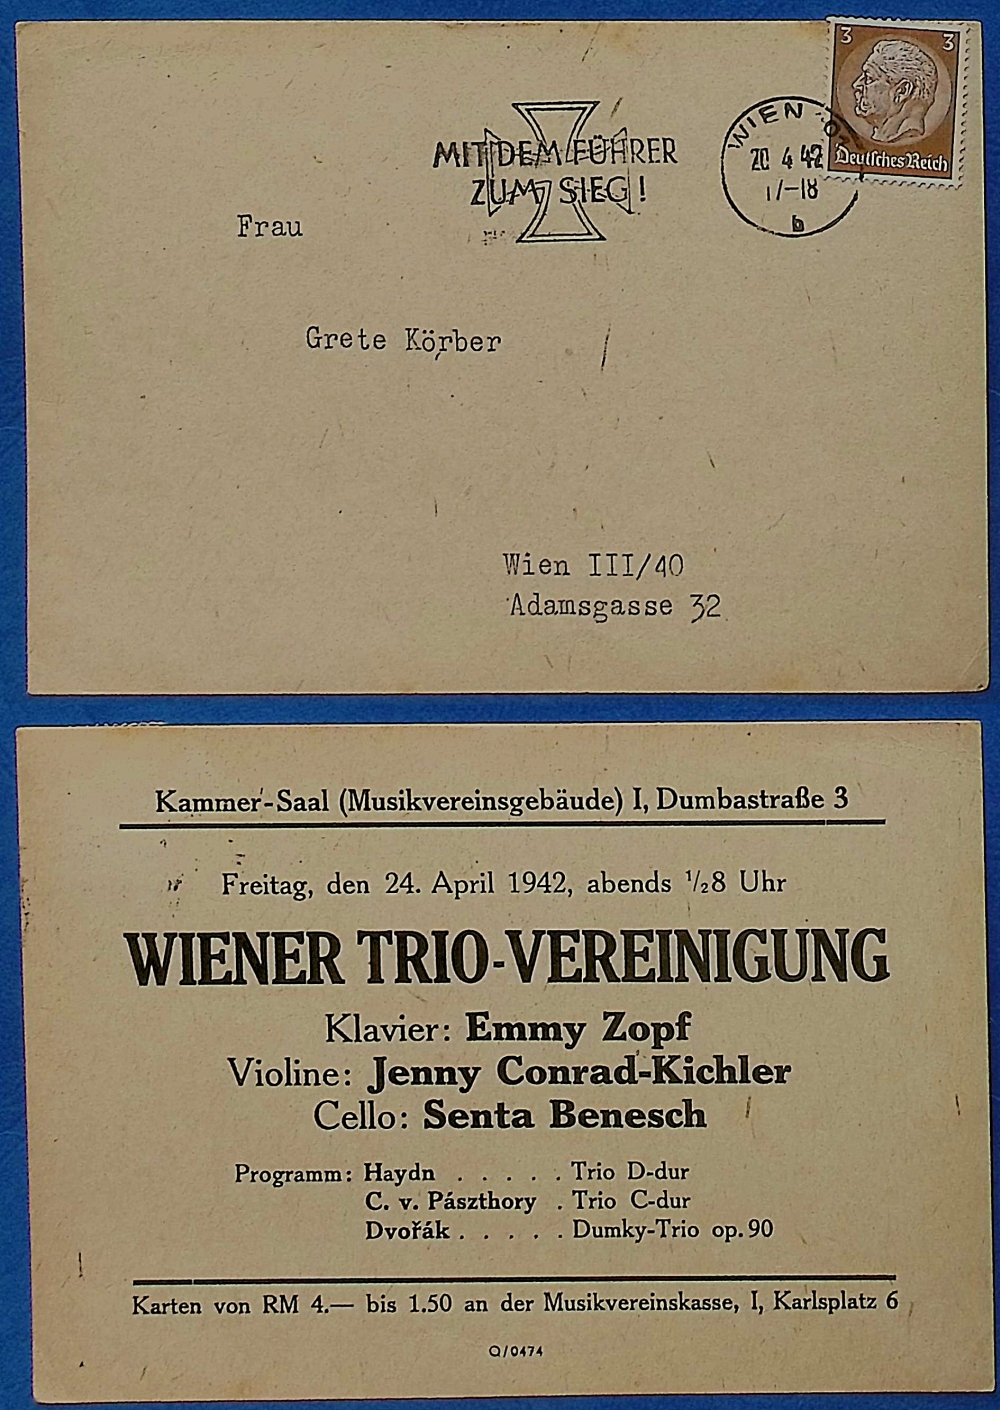 3 3
Deutsches Reich
WIEN
20 4 42
17-18
b
MIT DEM FÜHRER
ZUM SIEG!
Frau
Grete Körber
Wien III/40
Adamsgasse 32
Kammer-Saal (Musikvereinsgebäude) I, Dumbastraße 3
Freitag, den 24. April 1942, abends ½8 Uhr
WIENER TRIO-VEREINIGUNG
Klavier: Emmy Zopf
Violine: Jenny Conrad-Kichler
Cello: Senta Benesch
Programm: Haydn . . . . . Trio D-dur
C. v. Pászthory . Trio C-dur
Dvořák . . . . . Dumky-Trio op. 90
Karten von RM 4.— bis 1.50 an der Musikvereinskasse, I, Karlsplatz 6
Q/0474